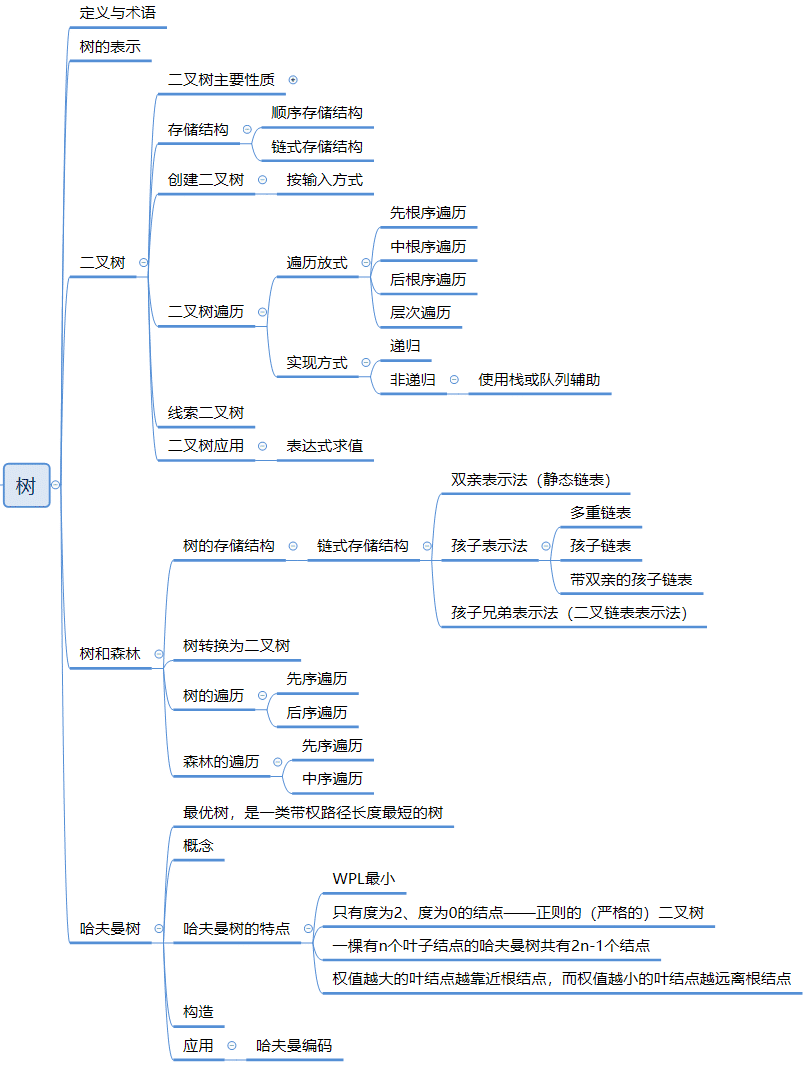 定义与术语
树的表示
二叉树主要性质
顺序存储结构
存储结构
链式存储结构
创建二叉树
按输入方式
先根序遍历
中根序遍历
二叉树
遍历放式
后根序遍历
二叉树遍历
层次遍历
递归
实现方式
非递归
使用栈或队列辅助
线索二叉树
二叉树应用
表达式求值
树
双亲表示法（静态链表）
多重链表
树的存储结构
链式存储结构
孩子表示法
孩子链表
带双亲的孩子链表
孩子兄弟表示法（二叉链表表示法）
树和森林
树转换为二叉树
先序遍历
树的遍历
后序遍历
先序遍历
森林的遍历
中序遍历
最优树，是一类带权路径长度最短的树
概念
WPL最小
只有度为2、度为0的结点——正则的（严格的）二叉树
哈夫曼树
哈夫曼树的特点
一棵有n个叶子结点的哈夫曼树共有2n-1个结点
权值越大的叶结点越靠近根结点，而权值越小的叶结点越远离根结点
构造
应用
哈夫曼编码